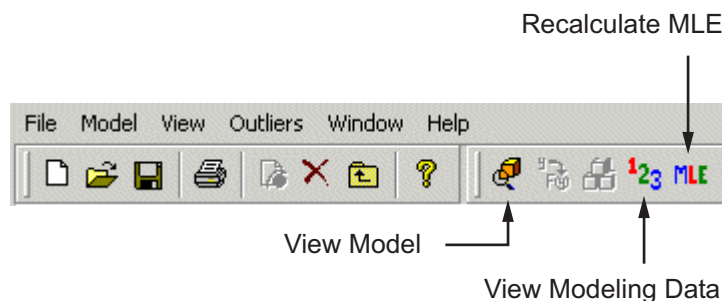 Recalculate MLE
File Model View Outliers Window Help
123 MLE
View Model
View Modeling Data